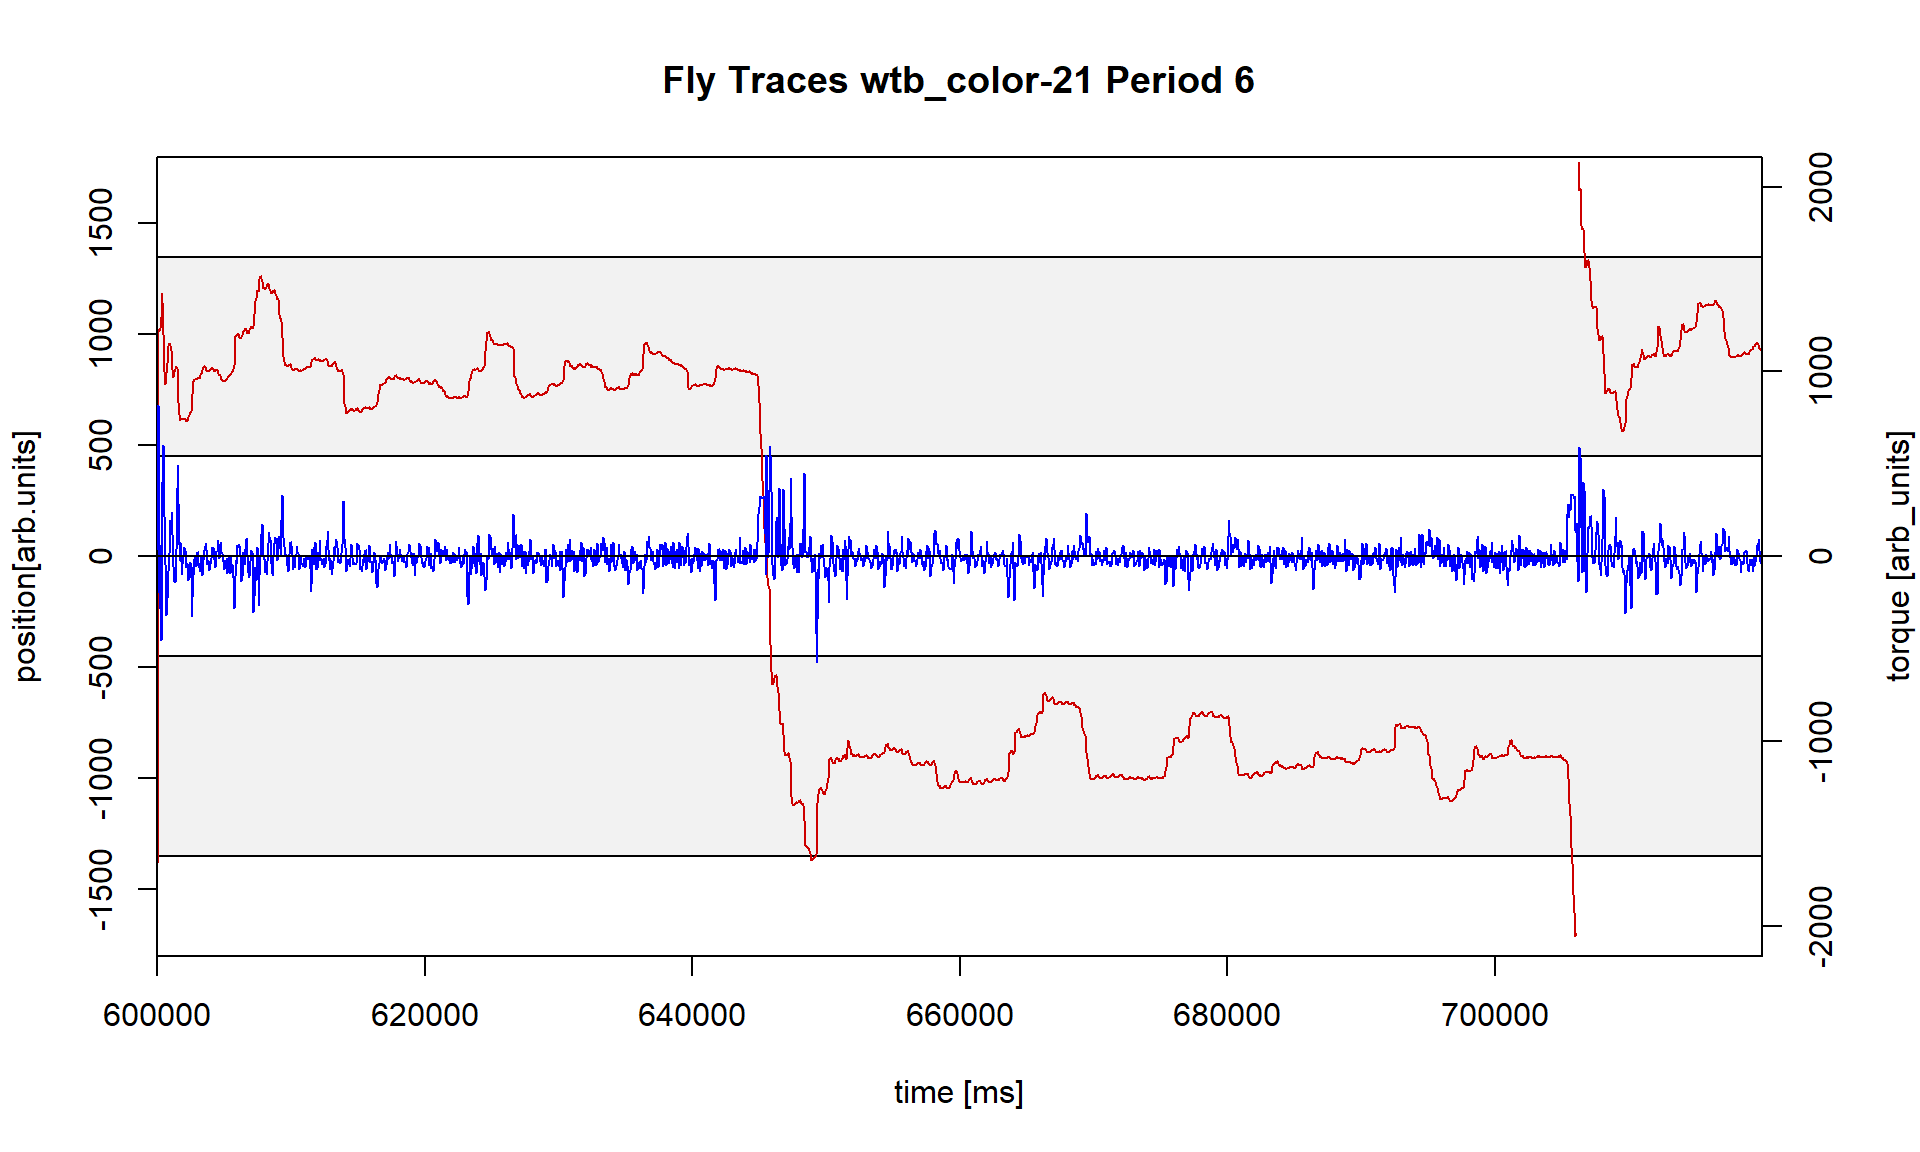 Fly Traces wtb_color-21 Period 6
position[arb.units]
1500
1000
500
0
-500
-1000
-1500
2000
1000
0
-1000
-2000
torque [arb_units]
600000 620000 640000 660000 680000 700000
time [ms]